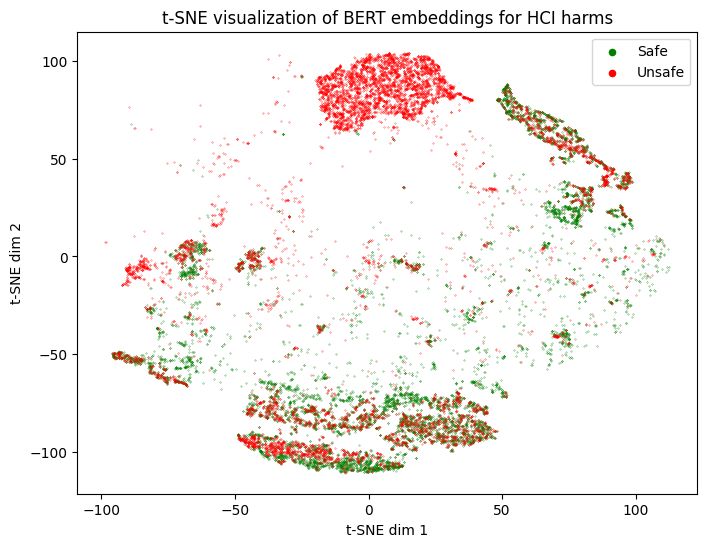 t-SNE visualization of BERT embeddings for HCI harms
Safe
Unsafe
100
50
0
−50
−100
t-SNE dim 2
−100
−50
0
50
100
t-SNE dim 1